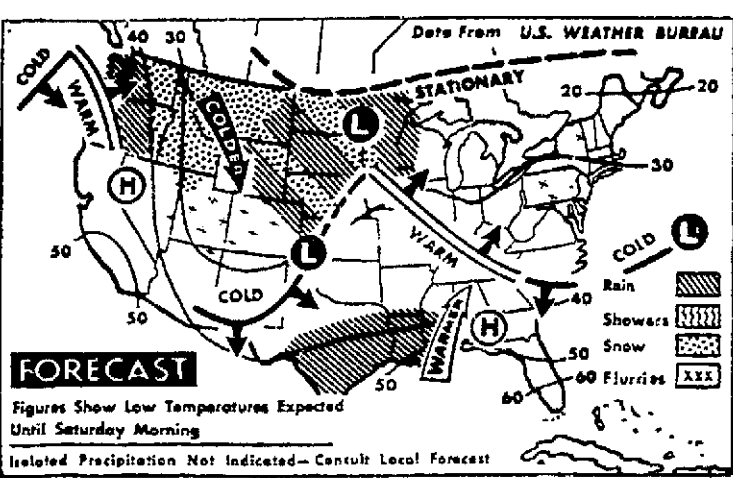 Data From U.S. WEATHER BUREAU
40 30
COLD
WARM
COLDER
STATIONARY
20 20
L
30
H
50
WARM
COLD
L
L
COLD
50
Rain
40
Showers
H
WARMER
Snow
50
50
60 60
Flurries XXX
FORECAST
Figures Show Low Temperatures Expected
Until Saturday Morning
Isolated Precipitation Not Indicated— Consult Local Forecast